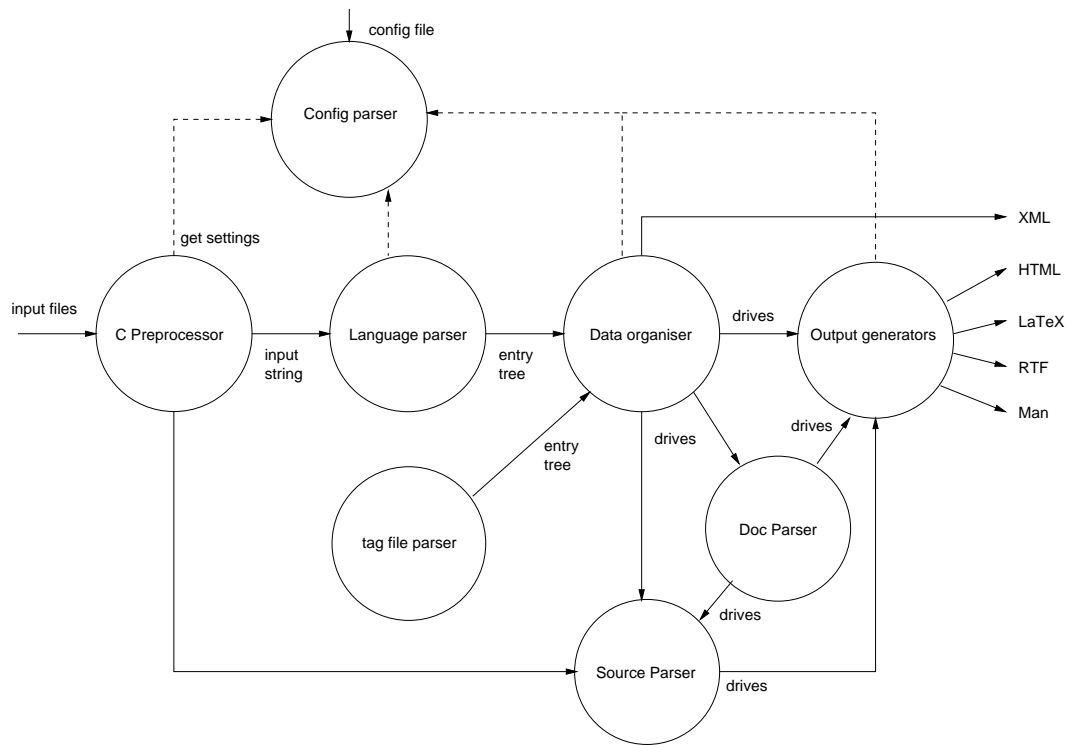 config file
Config parser
get settings
XML
HTML
input files
LaTeX
C Preprocessor
Language parser
Data organiser
drives
Output generators
input
string
entry
tree
RTF
Man
drives
drives
entry
tree
Doc Parser
tag file parser
drives
Source Parser
drives